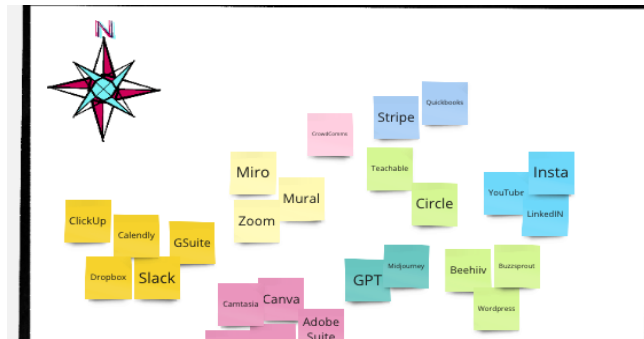 N
Quickbooks
Stripe
CrowdComms
Teachable
Miro
Insta
YouTube
Mural
Circle
LinkedIN
ClickUp
Zoom
Calendly
GSuite
Midjourney
Buzzsprout
Beehiiv
Dropbox
Slack
GPT
Canva
Camtasia
Wordpress
Adobe
Suite